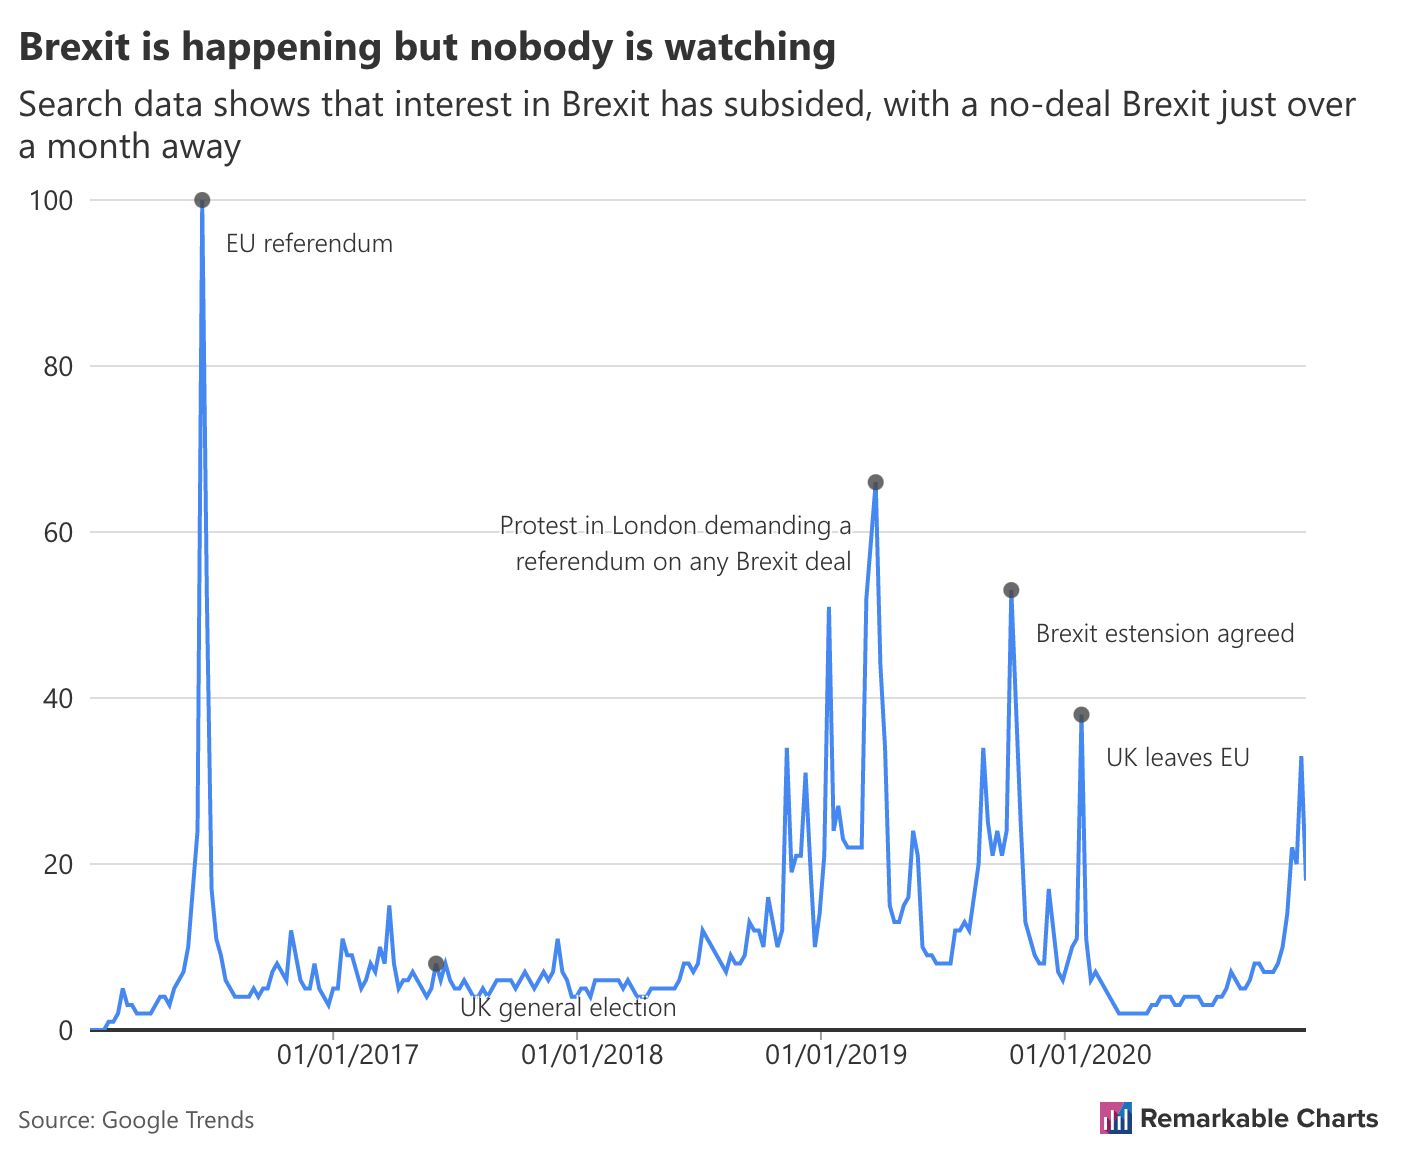 Brexit is happening but nobody is watching
Search data shows that interest in Brexit has subsided, with a no-deal Brexit just over
a month away
100
EU referendum
80
60
Protest in London demanding a
referendum on any Brexit deal
Brexit estension agreed
40
UK leaves EU
20
UK general election
0
01/01/2017
01/01/2018
01/01/2019
01/01/2020
Source: Google Trends
Remarkable Charts